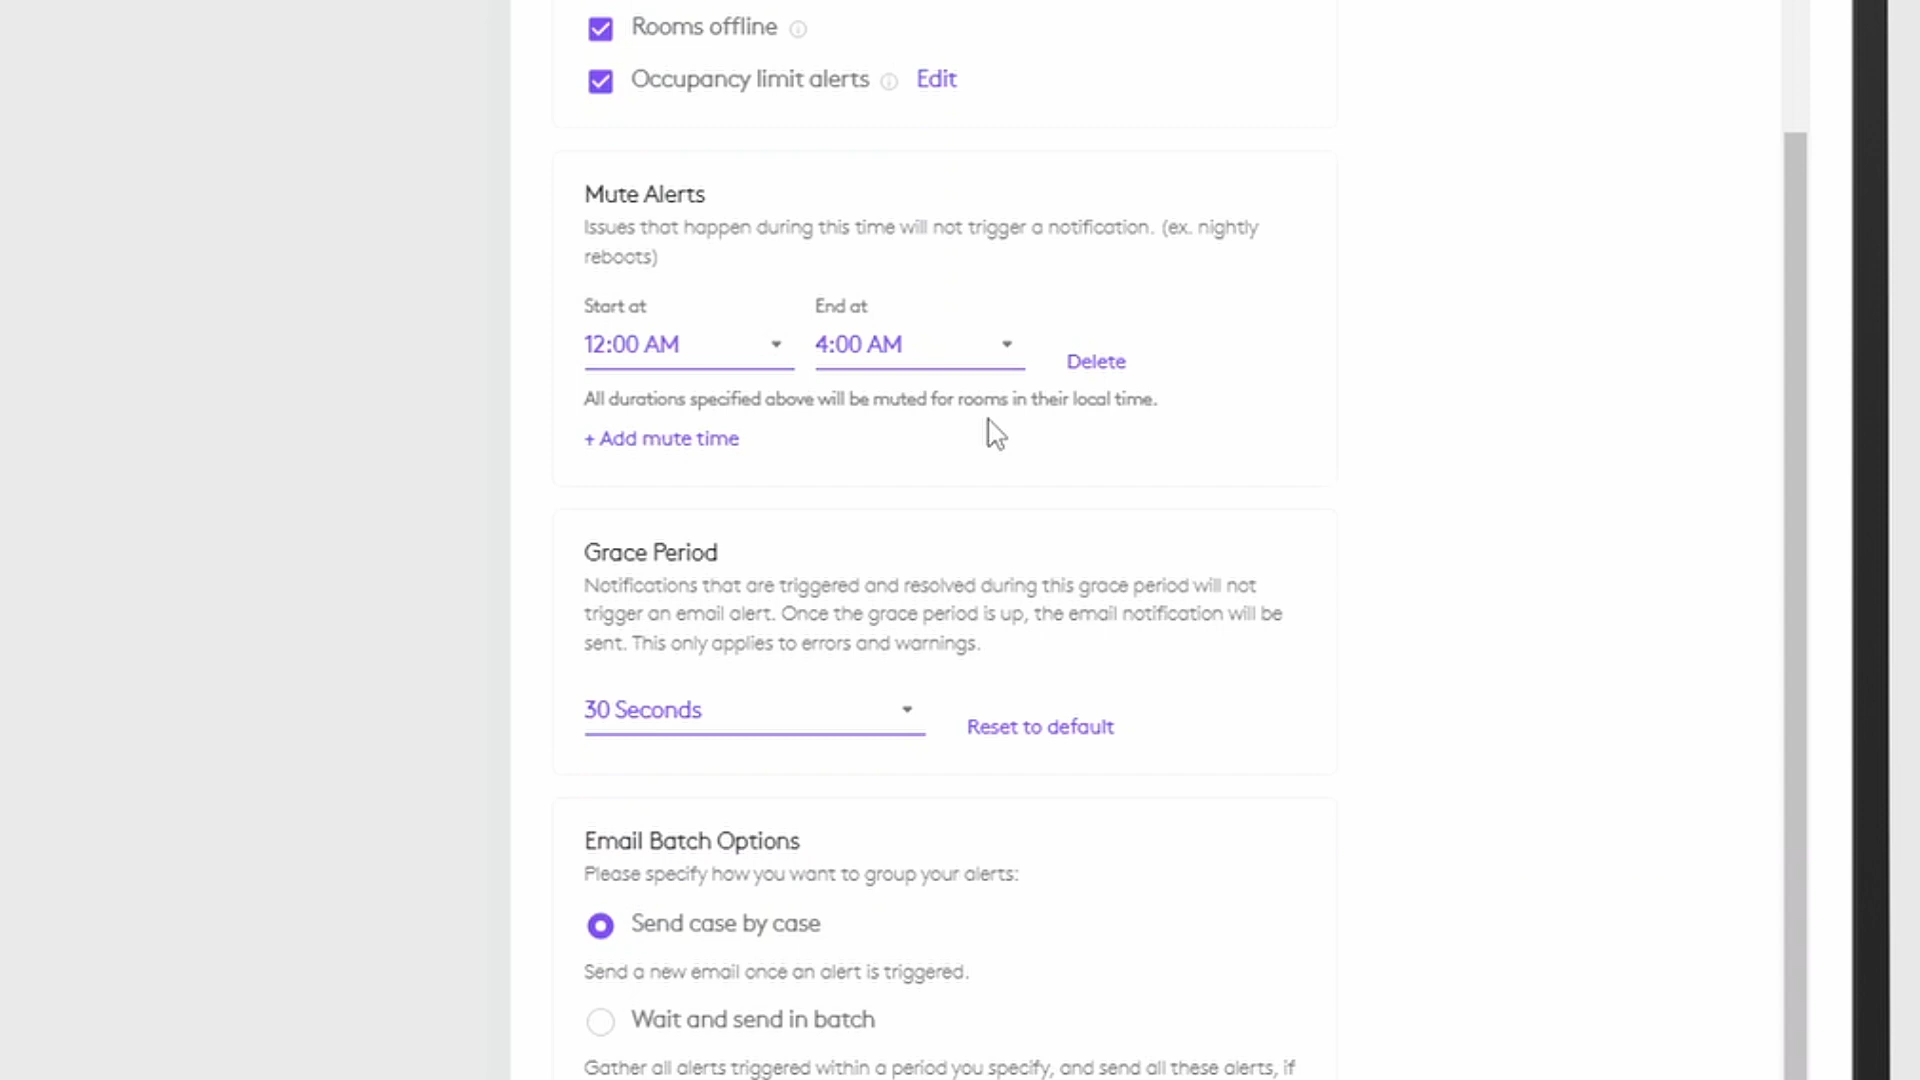 Rooms offline
Occupancy limit alerts Edit
Mute Alerts
Issues that happen during this time will not trigger a notification. (ex. nightly
reboots)
Start at End at
12:00 AM 4:00 AM Delete
All durations specified above will be muted for rooms in their local time.
+ Add mute time
Grace Period
Notifications that are triggered and resolved during this grace period will not
trigger an email alert. Once the grace period is up, the email notification will be
sent. This only applies to errors and warnings.
30 Seconds Reset to default
Email Batch Options
Please specify how you want to group your alerts:
Send case by case
Send a new email once an alert is triggered.
Wait and send in batch
Gather all alerts triggered within a period you specify, and send all these alerts, if